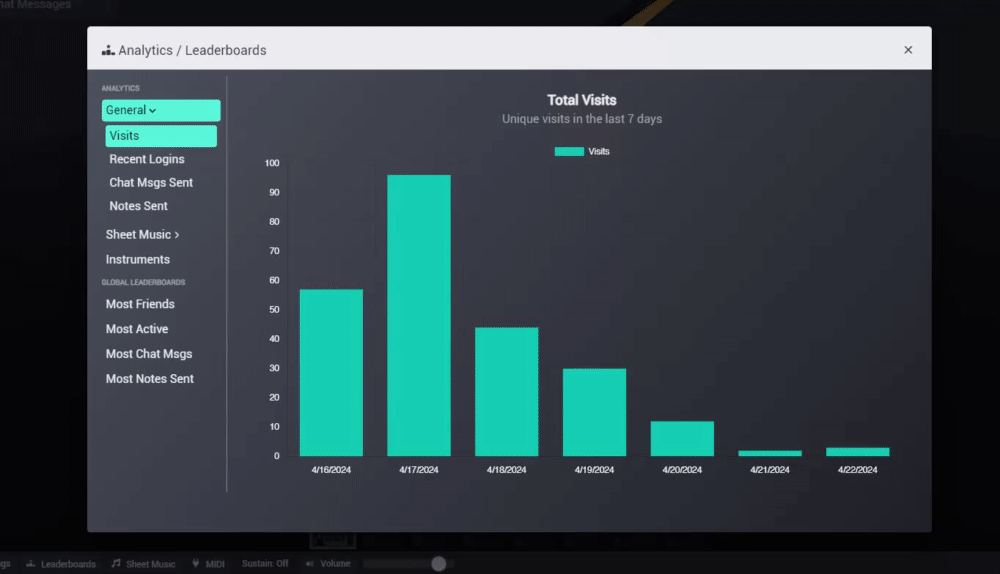 hat Messages
Analytics / Leaderboards
×
ANALYTICS
General
Visits
Recent Logins
Chat Msgs Sent
Notes Sent
Sheet Music
Instruments
GLOBAL LEADERBOARDS
Most Friends
Most Active
Most Chat Msgs
Most Notes Sent
Total Visits
Unique visits in the last 7 days
Visits
100
90
80
70
60
50
40
30
20
10
0
4/16/2024 4/17/2024 4/18/2024 4/19/2024 4/20/2024 4/21/2024 4/22/2024
gs Leaderboards Sheet Music MIDI Sustain: Off Volume